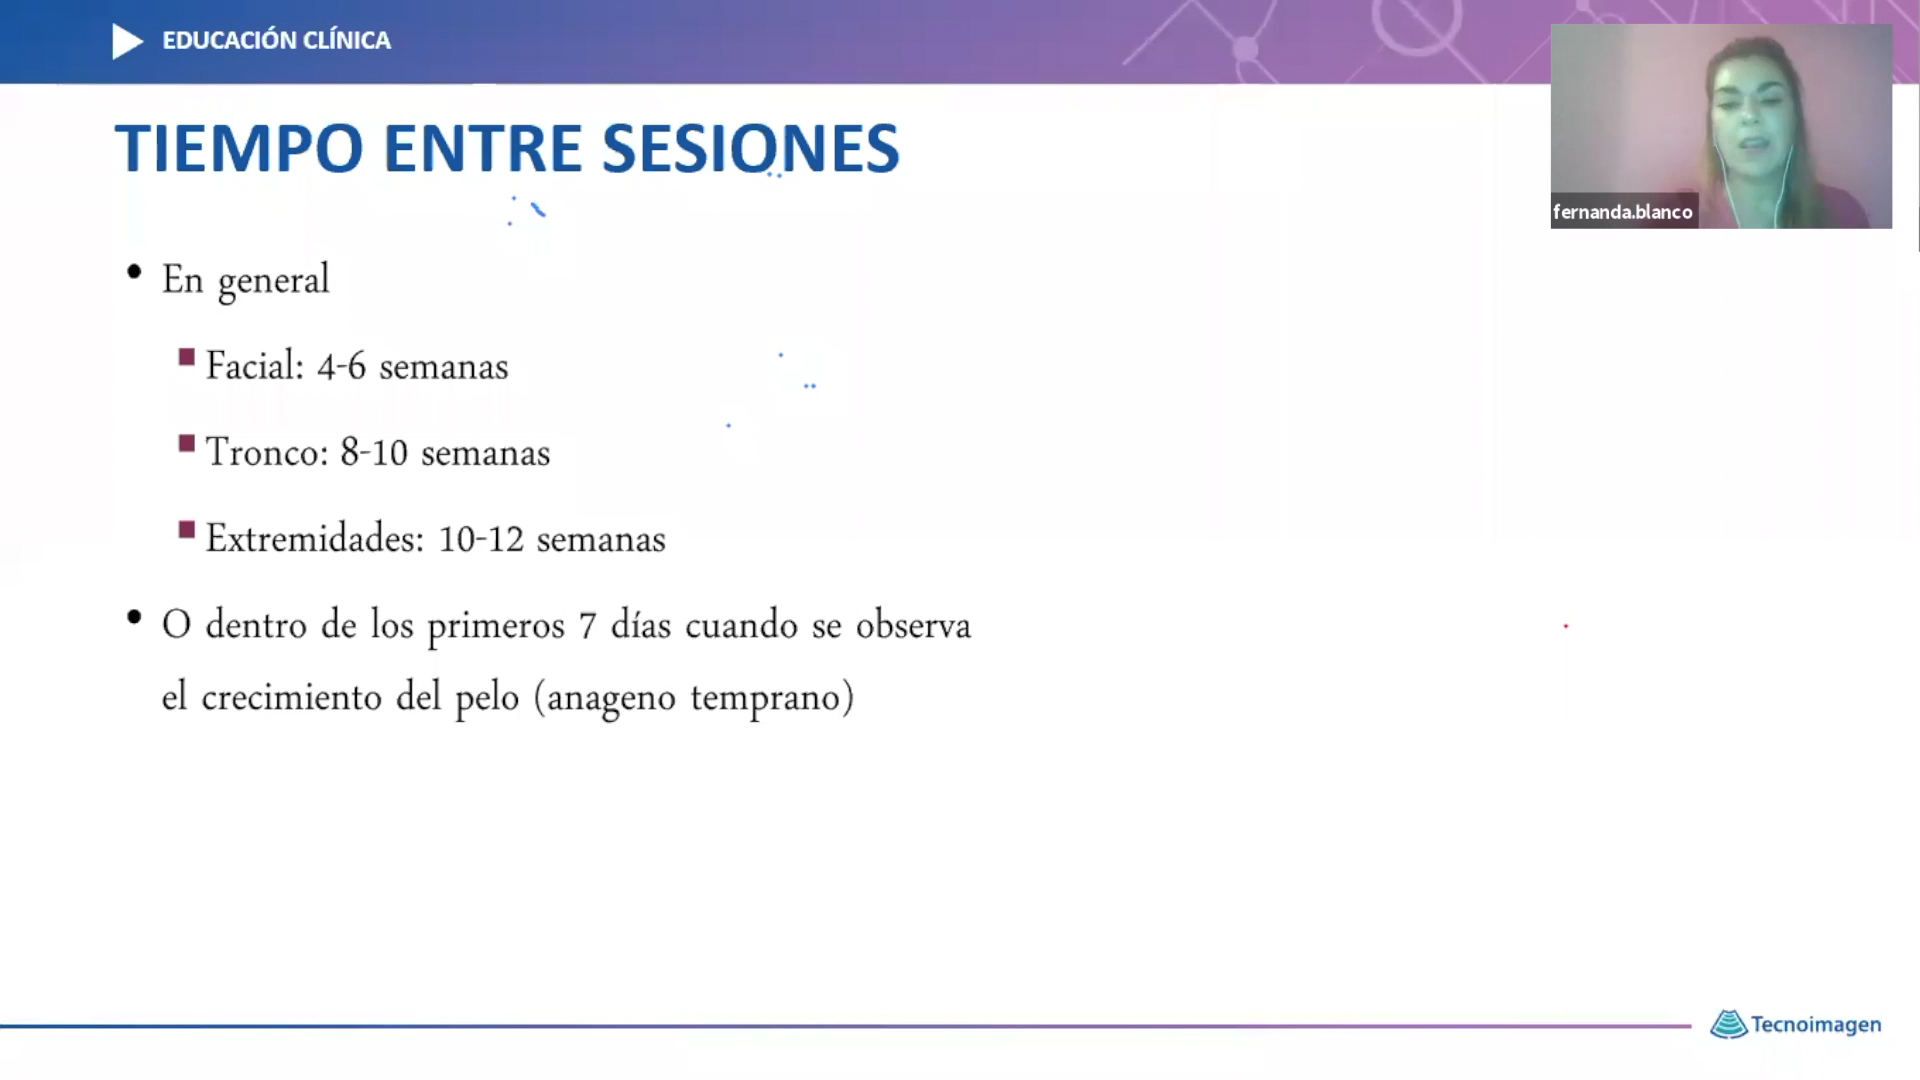 EDUCACIÓN CLÍNICA
TIEMPO ENTRE SESIONES
fernanda.blanco
• En general
Facial: 4-6 semanas
Tronco: 8-10 semanas
Extremidades: 10-12 semanas
• O dentro de los primeros 7 días cuando se observa
el crecimiento del pelo (anageno temprano)
Tecnoimagen